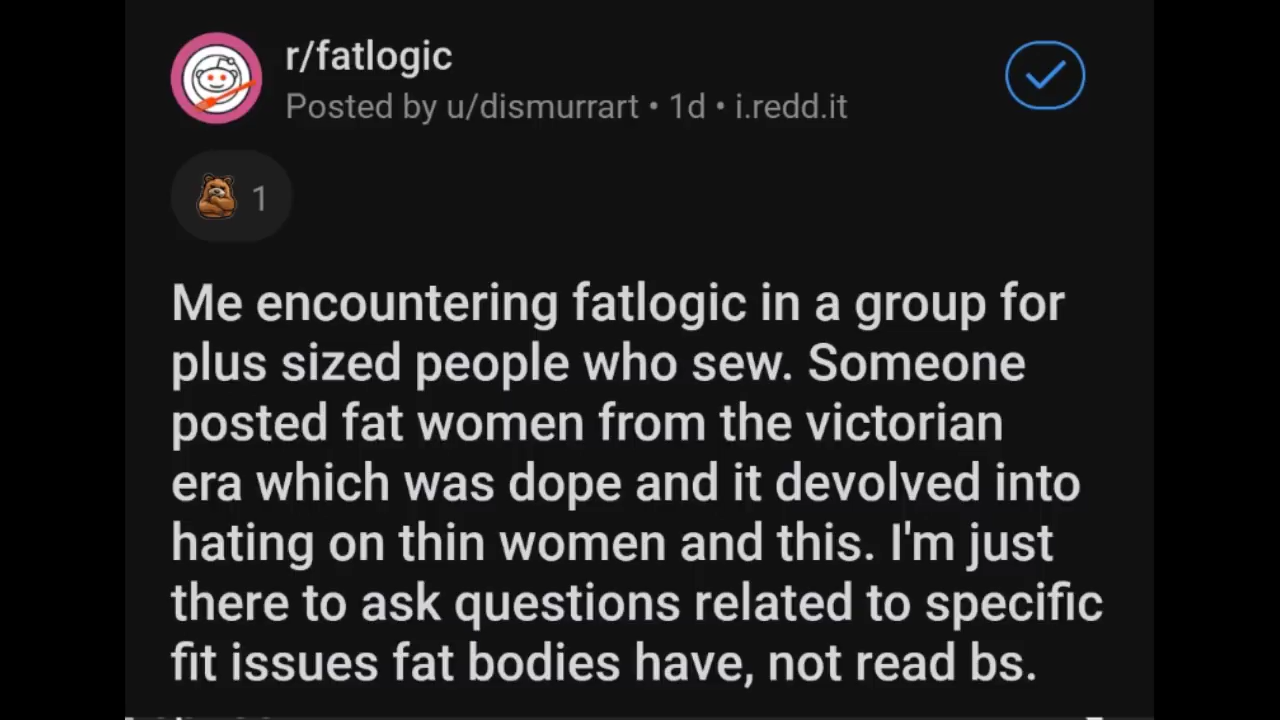 r/fatlogic
Posted by u/dismurrart • 1d • i.redd.it
1
Me encountering fatlogic in a group for
plus sized people who sew. Someone
posted fat women from the victorian
era which was dope and it devolved into
hating on thin women and this. I'm just
there to ask questions related to specific
fit issues fat bodies have, not read bs.